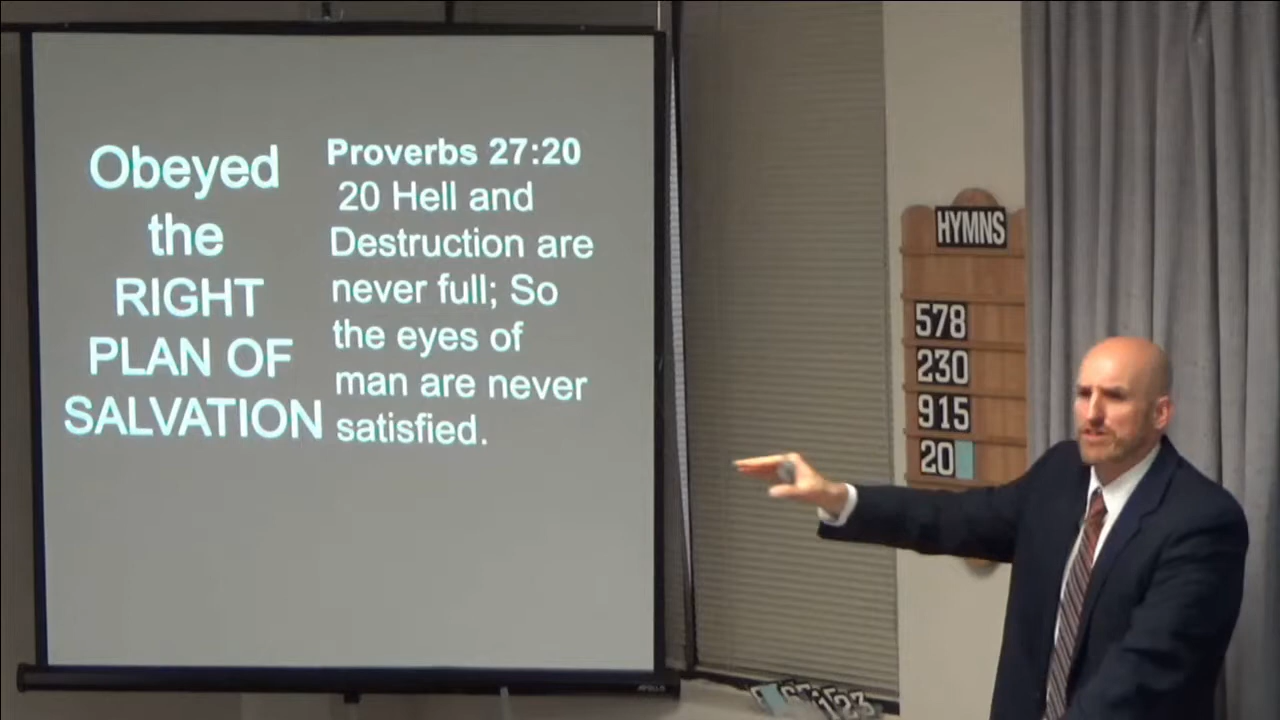 Obeyed
the
RIGHT
PLAN OF
SALVATION
Proverbs 27:20
20 Hell and
Destruction are
never full; So
the eyes of
man are never
satisfied.
HYMNS
578
230
915
20